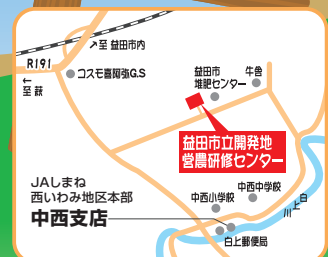 ↗至 益田市内
R191
←
至 萩
コスモ喜阿弥G.S
益田市
堆肥センター
牛舎
益田市立開発地
営農研修センター
JAしまね
西いわみ地区本部
中西支店
中西小学校
中西中学校
白上川
白上郵便局